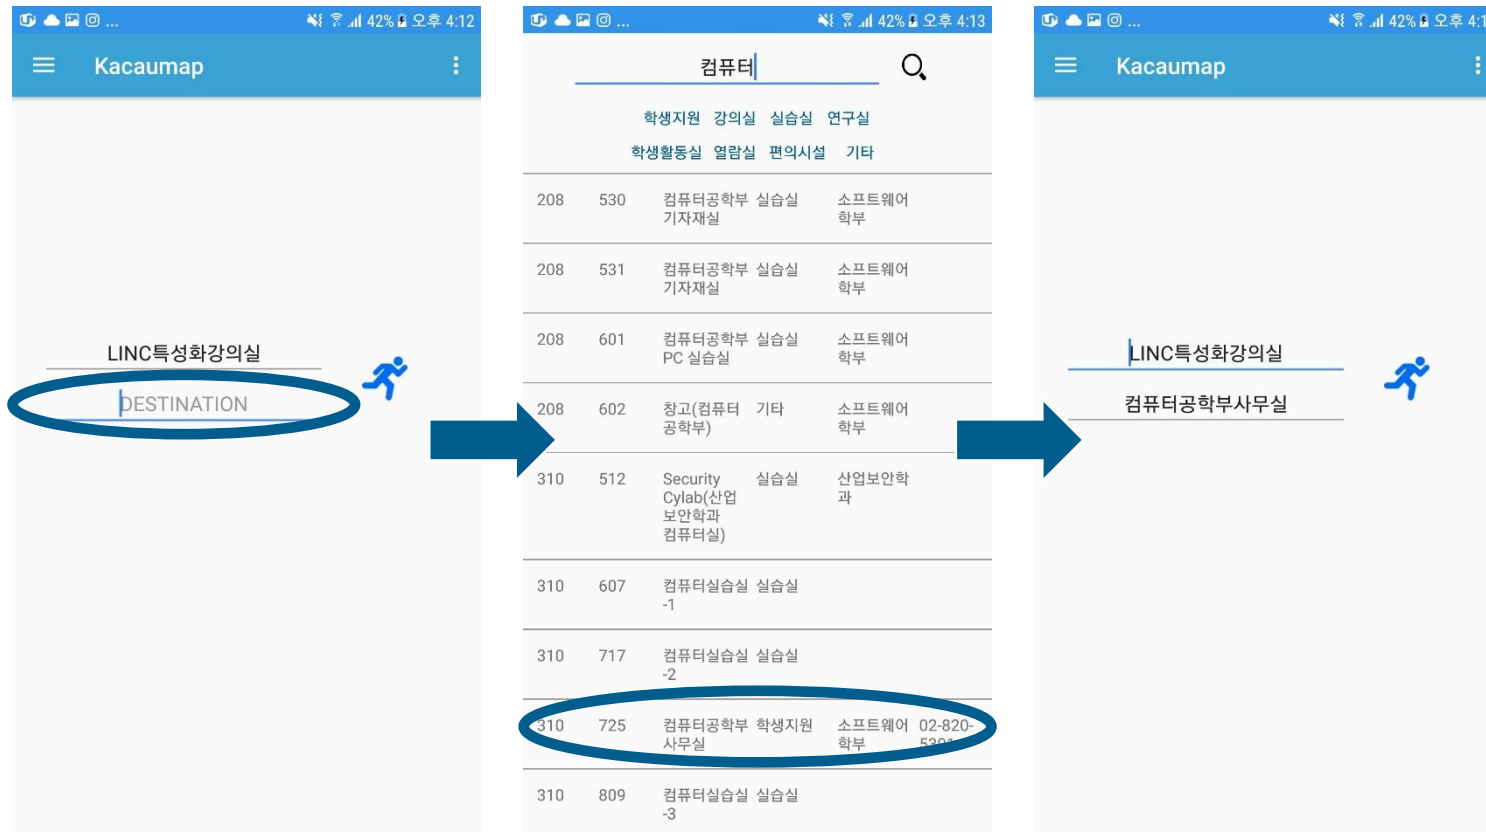 ... 42% 오후 4:12
Kacaumap
LINC특성화강의실
DESTINATION
... 42% 오후 4:13
컴퓨터
학생지원 강의실 실습실 연구실
학생활동실 열람실 편의시설 기타
208 530 컴퓨터공학부 실습실 소프트웨어
기자재실 학부
208 531 컴퓨터공학부 실습실 소프트웨어
기자재실 학부
208 601 컴퓨터공학부 실습실 소프트웨어
PC 실습실 학부
208 602 창고(컴퓨터 기타 소프트웨어
공학부) 학부
310 512 Security 실습실 산업보안학
Cylab(산업 과
보안학과
컴퓨터실)
310 607 컴퓨터실습실 실습실
-1
310 717 컴퓨터실습실 실습실
-2
310 725 컴퓨터공학부 학생지원 소프트웨어 02-820-
사무실 학부
310 809 컴퓨터실습실 실습실
-3
... 42% 오후
Kacaumap
LINC특성화강의실
컴퓨터공학부사무실